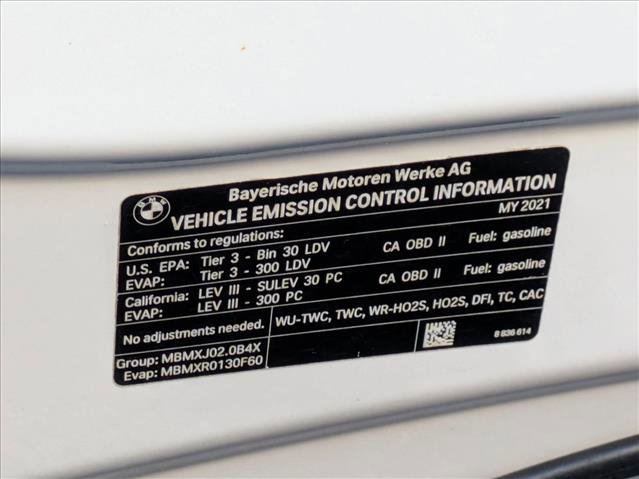 BMW
Bayerische Motoren Werke AG
VEHICLE EMISSION CONTROL INFORMATION
Conforms to regulations: MY 2021
U.S. EPA: Tier 3 - Bin 30 LDV CA OBD II Fuel: gasoline
EVAP: Tier 3 - 300 LDV
California: LEV III - SULEV 30 PC CA OBD II Fuel: gasoline
EVAP: LEV III - 300 PC
No adjustments needed. WU-TWC, TWC, WR-HO2S, HO2S, DFI, TC, CAC
Group: MBMXJ02.0B4X
Evap: MBMXR0130F60
8 836 614